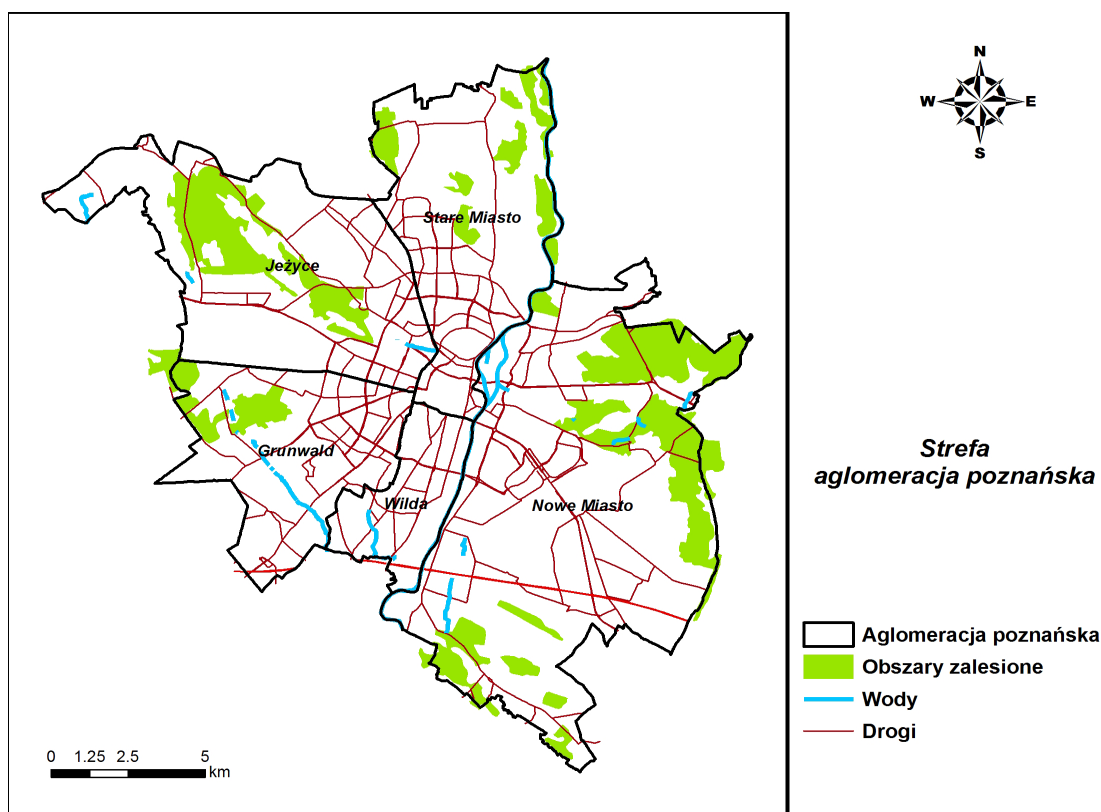 N
W E
S
Stare Miasto
Jeżyce
Grunwald
Wilda
Nowe Miasto
Strefa
aglomeracja poznańska
Aglomeracja poznańska
Obszary zalesione
Wody
Drogi
0 1.25 2.5 5
km